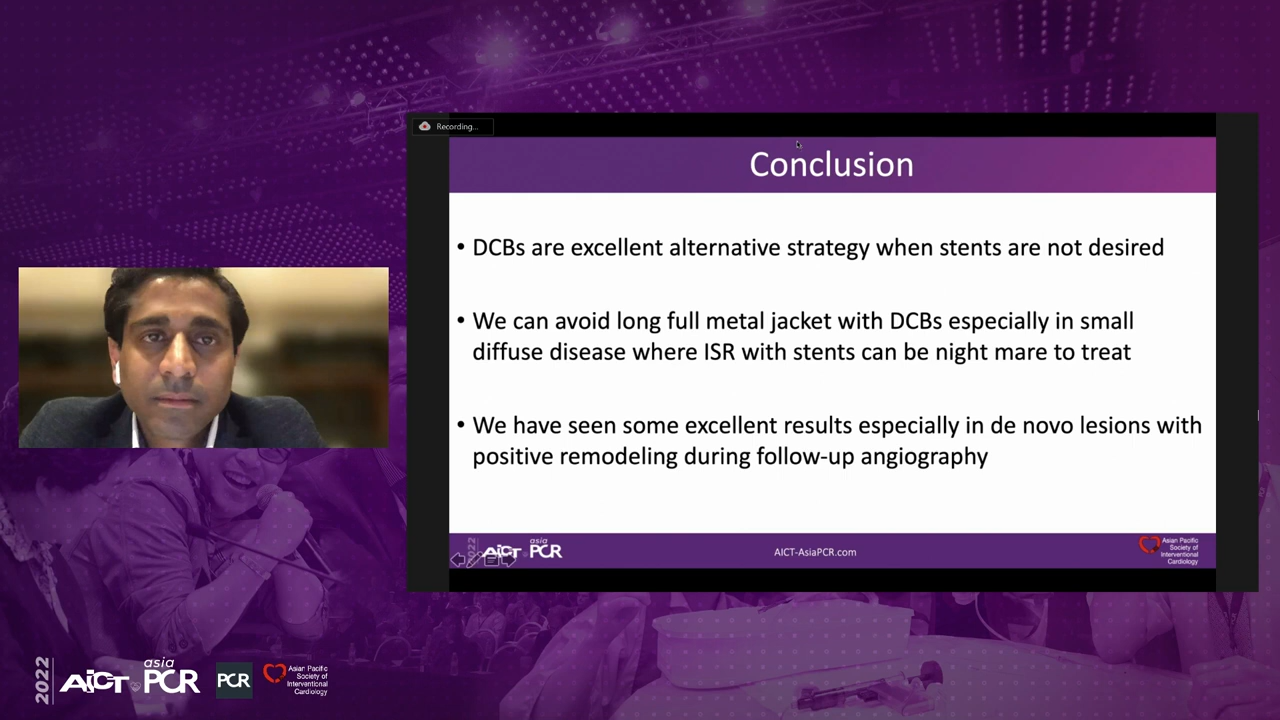 Recording...
Conclusion
• DCBs are excellent alternative strategy when stents are not desired
• We can avoid long full metal jacket with DCBs especially in small
diffuse disease where ISR with stents can be night mare to treat
• We have seen some excellent results especially in de novo lesions with
positive remodeling during follow-up angiography
2022
AICT
asia
PCR
AICT-AsiaPCR.com
Asian Pacific
Society of
Interventional
Cardiology
2022
AICT
asia
PCR
PCR
Asian Pacific
Society of
Interventional
Cardiology